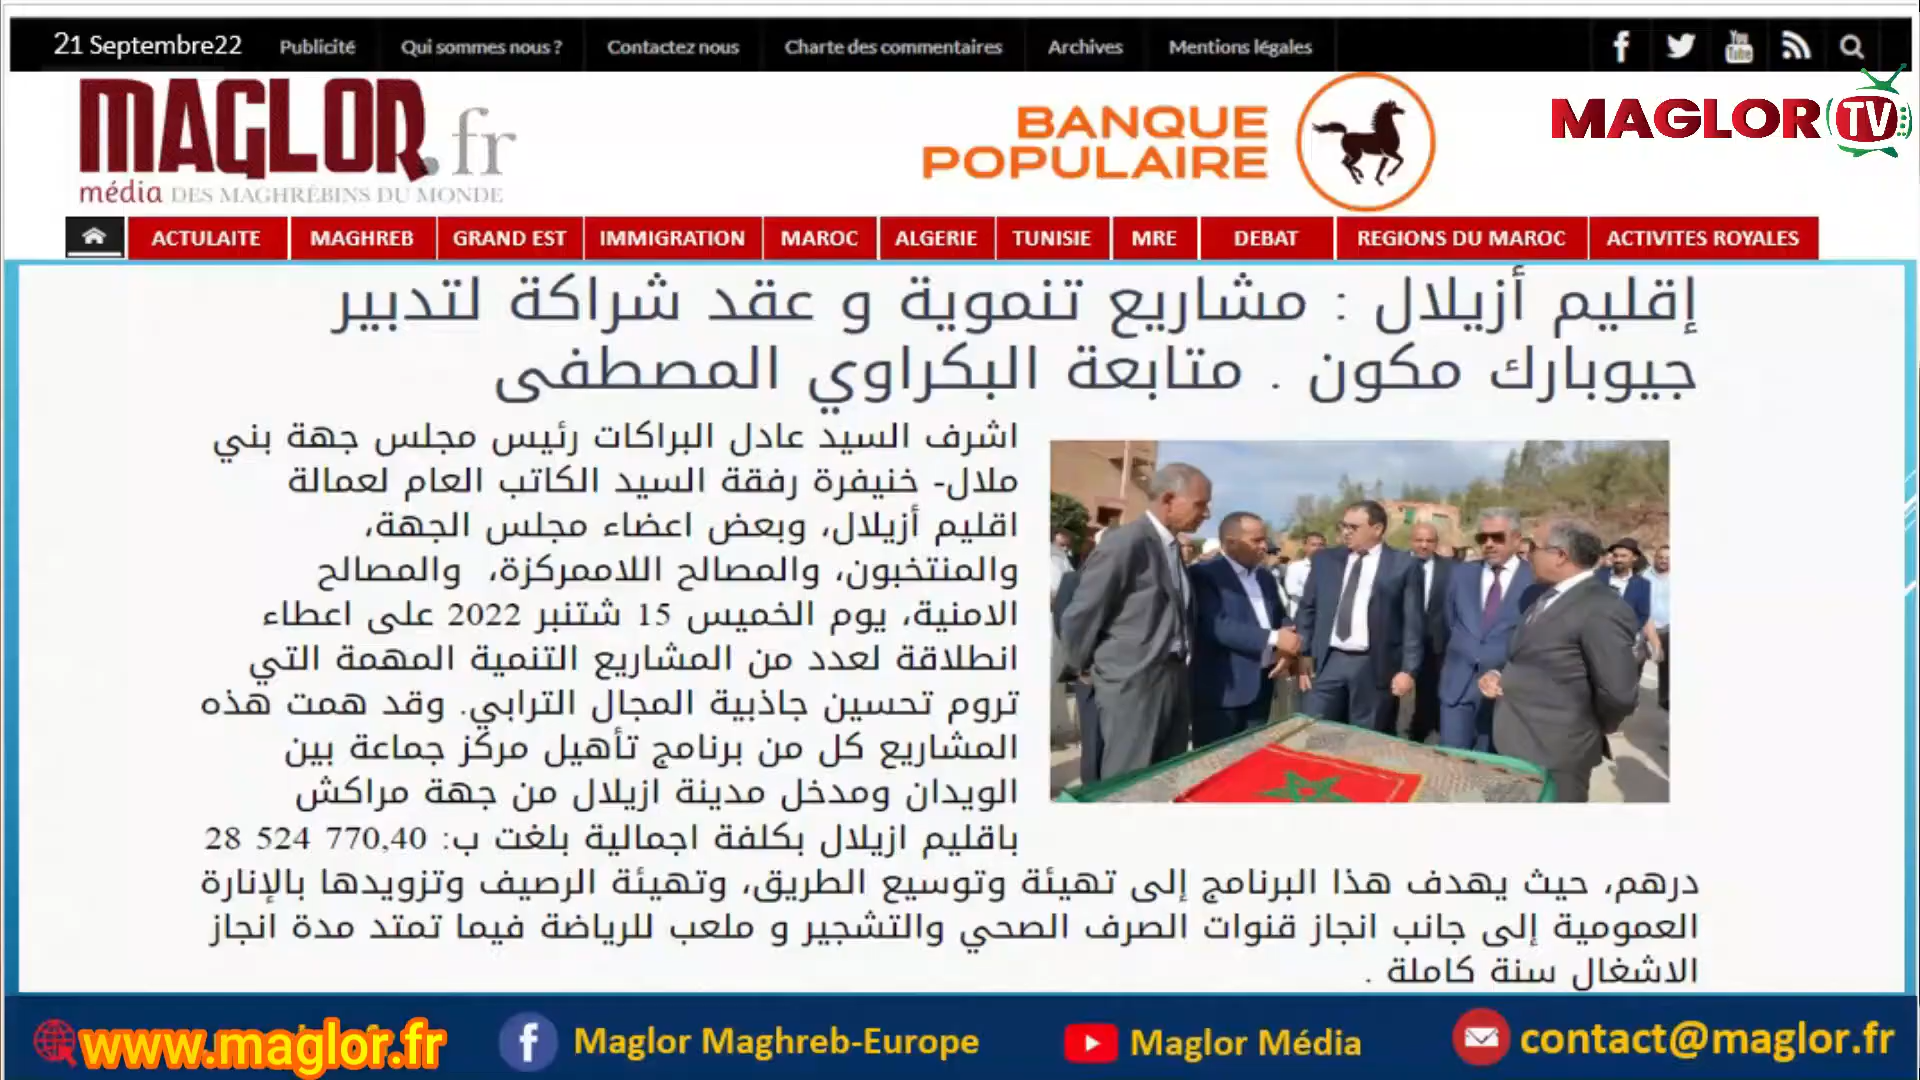 21 Septembre22 Publicité Qui sommes nous ? Contactez nous Charte des commentaires Archives Mentions légales
MAGLOR.fr
média DES MAGHRÉBINS DU MONDE
BANQUE
POPULAIRE
MAGLOR TV
ACTULAITE MAGHREB GRAND EST IMMIGRATION MAROC ALGERIE TUNISIE MRE DEBAT REGIONS DU MAROC ACTIVITES ROYALES
إقليم أزيلال : مشاريع تنموية و عقد شراكة لتدبير
جيوبارك مكون . متابعة البكراوي المصطفى
اشرف السيد عادل البراكات رئيس مجلس جهة بني
ملال- خنيفرة رفقة السيد الكاتب العام لعمالة
اقليم أزيلال، وبعض اعضاء مجلس الجهة،
والمنتخبون، والمصالح اللاممركزة، والمصالح
الامنية، يوم الخميس 15 شتنبر 2022 على اعطاء
انطلاقة لعدد من المشاريع التنمية المهمة التي
تروم تحسين جاذبية المجال الترابي. وقد همت هذه
المشاريع كل من برنامج تأهيل مركز جماعة بين
الويدان ومدخل مدينة ازيلال من جهة مراكش
باقليم ازيلال بكلفة اجمالية بلغت ب: 28 524 770,40
درهم، حيث يهدف هذا البرنامج إلى تهيئة وتوسيع الطريق، وتهيئة الرصيف وتزويدها بالإنارة
العمومية إلى جانب انجاز قنوات الصرف الصحي والتشجير و ملعب للرياضة فيما تمتد مدة انجاز
الاشغال سنة كاملة .
www.maglor.fr Maglor Maghreb-Europe Maglor Média contact@maglor.fr